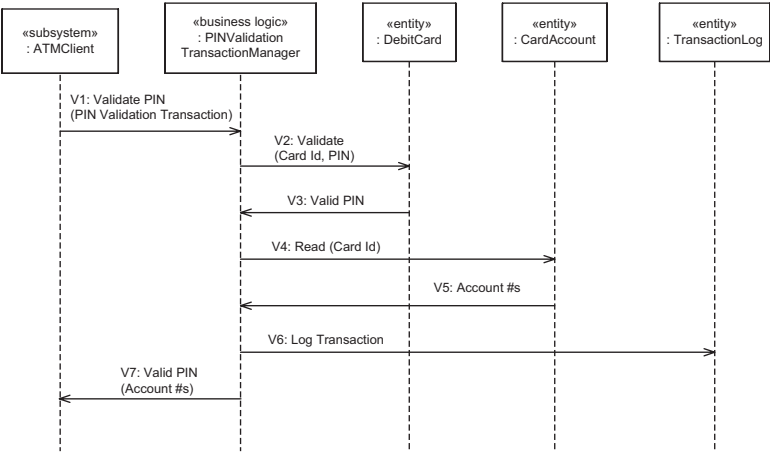 «subsystem»
: ATMClient
«business logic»
: PINValidation
TransactionManager
«entity»
: DebitCard
«entity»
: CardAccount
«entity»
: TransactionLog
V1: Validate PIN
(PIN Validation Transaction)
V2: Validate
(Card Id, PIN)
V3: Valid PIN
V4: Read (Card Id)
V5: Account #s
V6: Log Transaction
V7: Valid PIN
(Account #s)